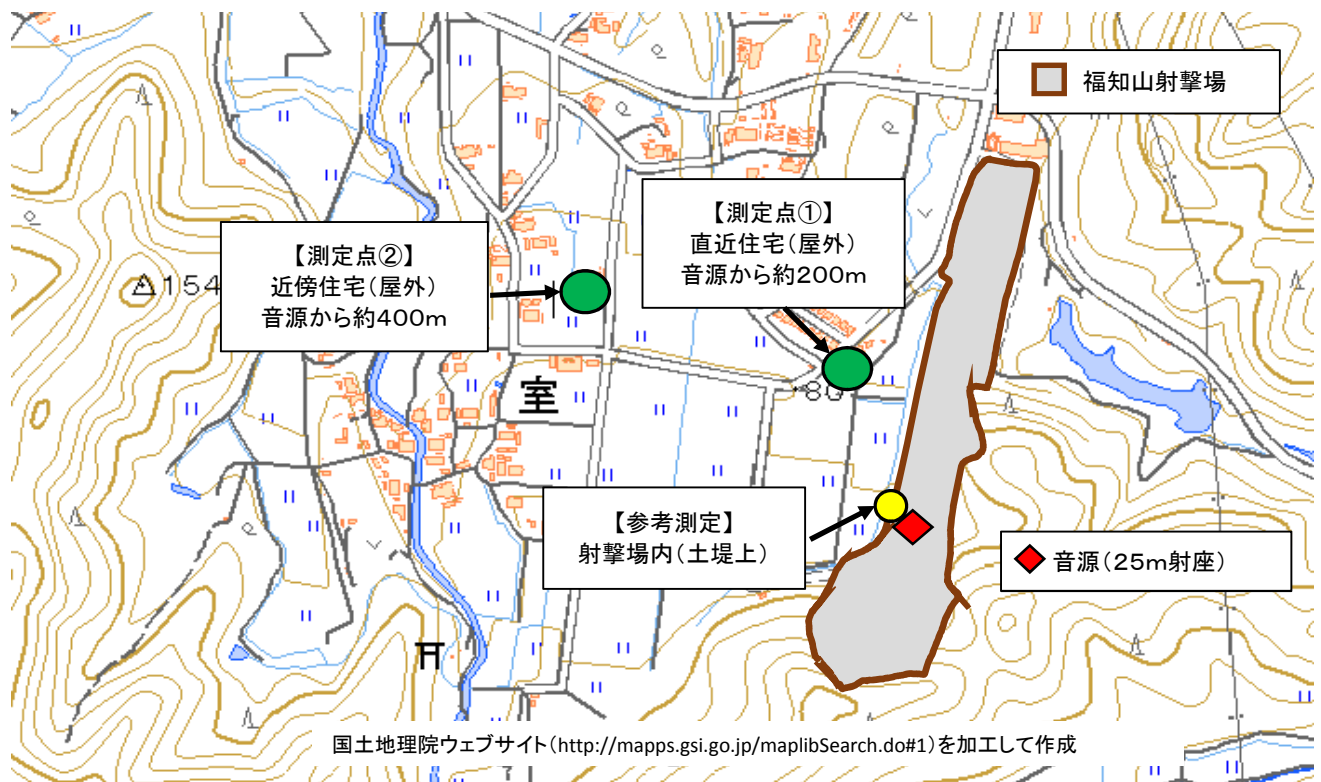 福知山射撃場
【測定点①】
直近住宅(屋外)
音源から約200m
【測定点②】
近傍住宅(屋外)
音源から約400m
154
80
室
【参考測定】
射撃場内(土堤上)
音源(25m射座)
国土地理院ウェブサイト(http://mapps.gsi.go.jp/maplibSearch.do#1)を加工して作成